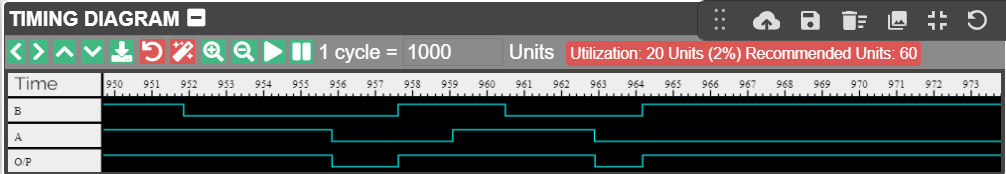 TIMING DIAGRAM
1 cycle = 1000 Units Utilization: 20 Units (2%) Recommended Units: 60
Time 950 951 952 953 954 955 956 957 958 959 960 961 962 963 964 965 966 967 968 969 970 971 972 973
B
A
O/P